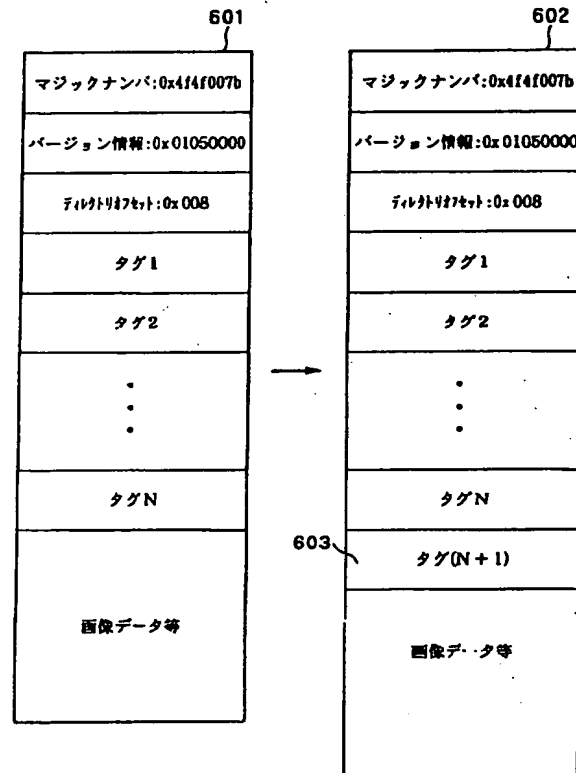 601
マジックナンバ:0x4f4f007b
バージョン情報:0x01050000
ディレクトリオフセット:0x008
タグ1
タグ2
タグN
画像データ等
602
マジックナンバ:0x4f4f007b
バージョン情報:0x01050000
ディレクトリオフセット:0x008
タグ1
タグ2
タグN
603
タグ(N+1)
画像データ等